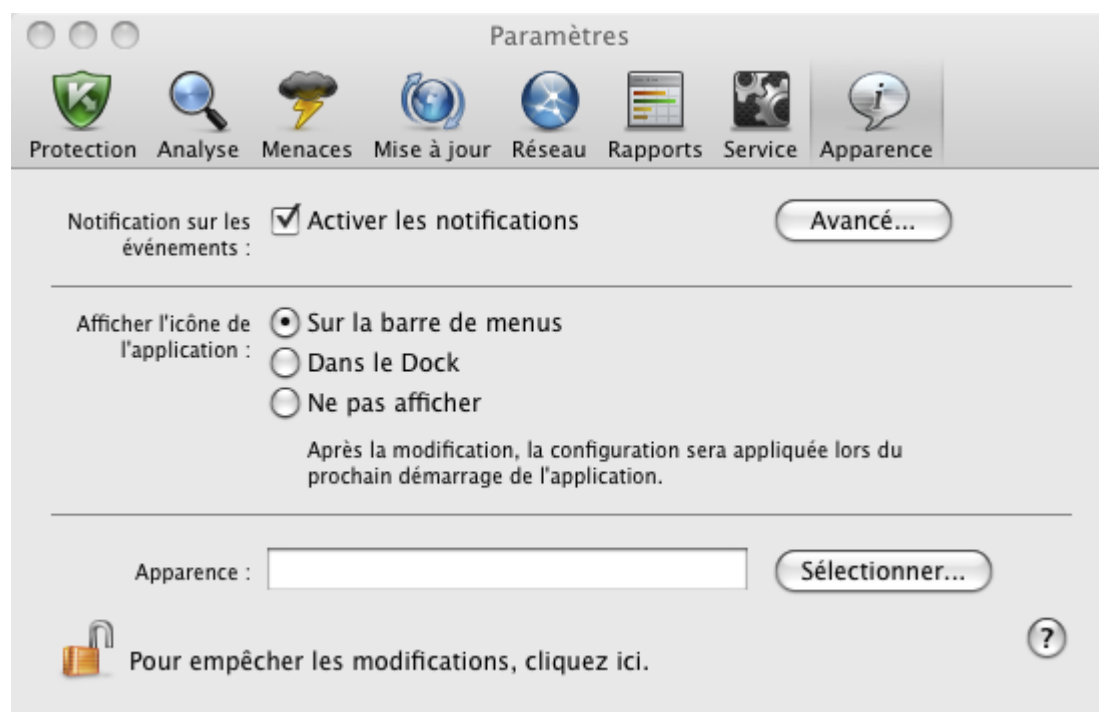 Paramètres
Protection Analyse Menaces Mise à jour Réseau Rapports Service Apparence
Notification sur les événements :
Activer les notifications
Avancé...
Afficher l'icône de l'application :
Sur la barre de menus
Dans le Dock
Ne pas afficher
Après la modification, la configuration sera appliquée lors du
prochain démarrage de l'application.
Apparence :
Sélectionner...
Pour empêcher les modifications, cliquez ici.
?